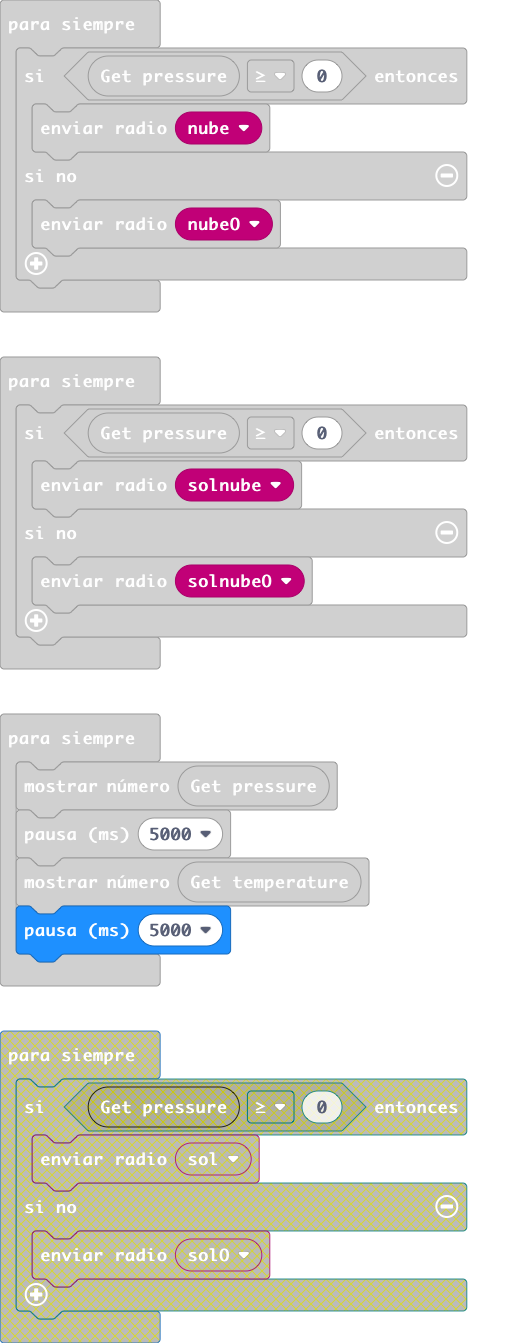 para siempre
si Get pressure ≥ 0 entonces
enviar radio nube
si no
enviar radio nube0
para siempre
si Get pressure ≥ 0 entonces
enviar radio solnube
si no
enviar radio solnube0
para siempre
mostrar número Get pressure
pausa (ms) 5000
mostrar número Get temperature
pausa (ms) 5000
para siempre
si Get pressure ≥ 0 entonces
enviar radio sol
si no
enviar radio sol0